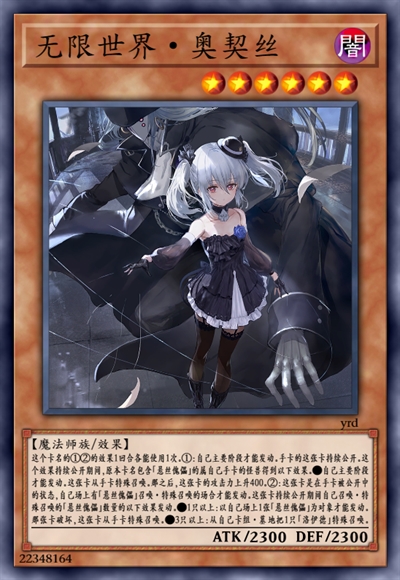 无限世界·奥契丝
闇
yrd
【魔法师族/效果】
这个卡名的①②的效果1回合各能使用1次。①：自己主要阶段才能发动。手卡的这张卡持续公开。这
个效果持续公开期间，原本卡名包含「悬丝傀儡」的属自己手卡的怪兽得到以下效果。●自己主要阶段
才能发动。这张卡从手卡特殊召唤。那之后，这张卡的攻击力上升400。②：这张卡是在手卡被公开中
的状态，自己场上有「悬丝傀儡」召唤·特殊召唤的场合才能发动。这张卡持续公开期间自己召唤·特
殊召唤的「悬丝傀儡」数量的以下效果发动。●1只以上：以自己场上1张「悬丝傀儡」为对象才能发动。
那张卡破坏，这张卡从手卡特殊召唤。●3只以上：从自己卡组·墓地把1只「洛伊德」特殊召唤。
ATK/2300 DEF/2300
22348164